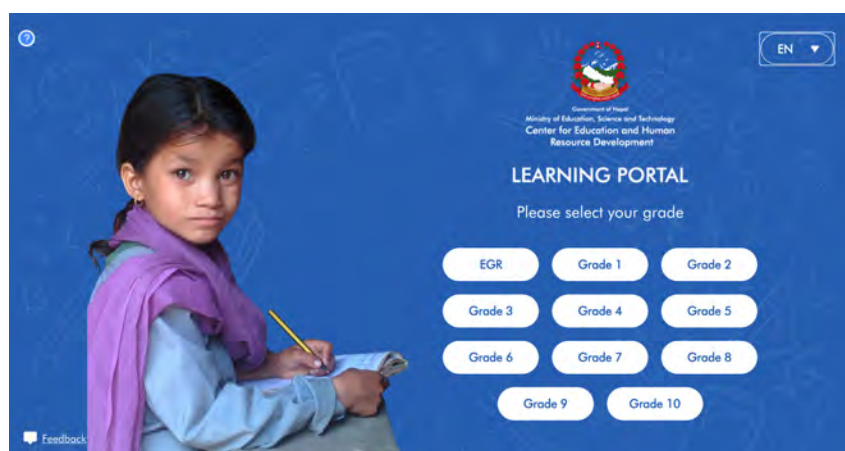 ?
EN
Government of Nepal
Ministry of Education, Science and Technology
Center for Education and Human
Resource Development
LEARNING PORTAL
Please select your grade
EGR Grade 1 Grade 2
Grade 3 Grade 4 Grade 5
Grade 6 Grade 7 Grade 8
Grade 9 Grade 10
Feedback